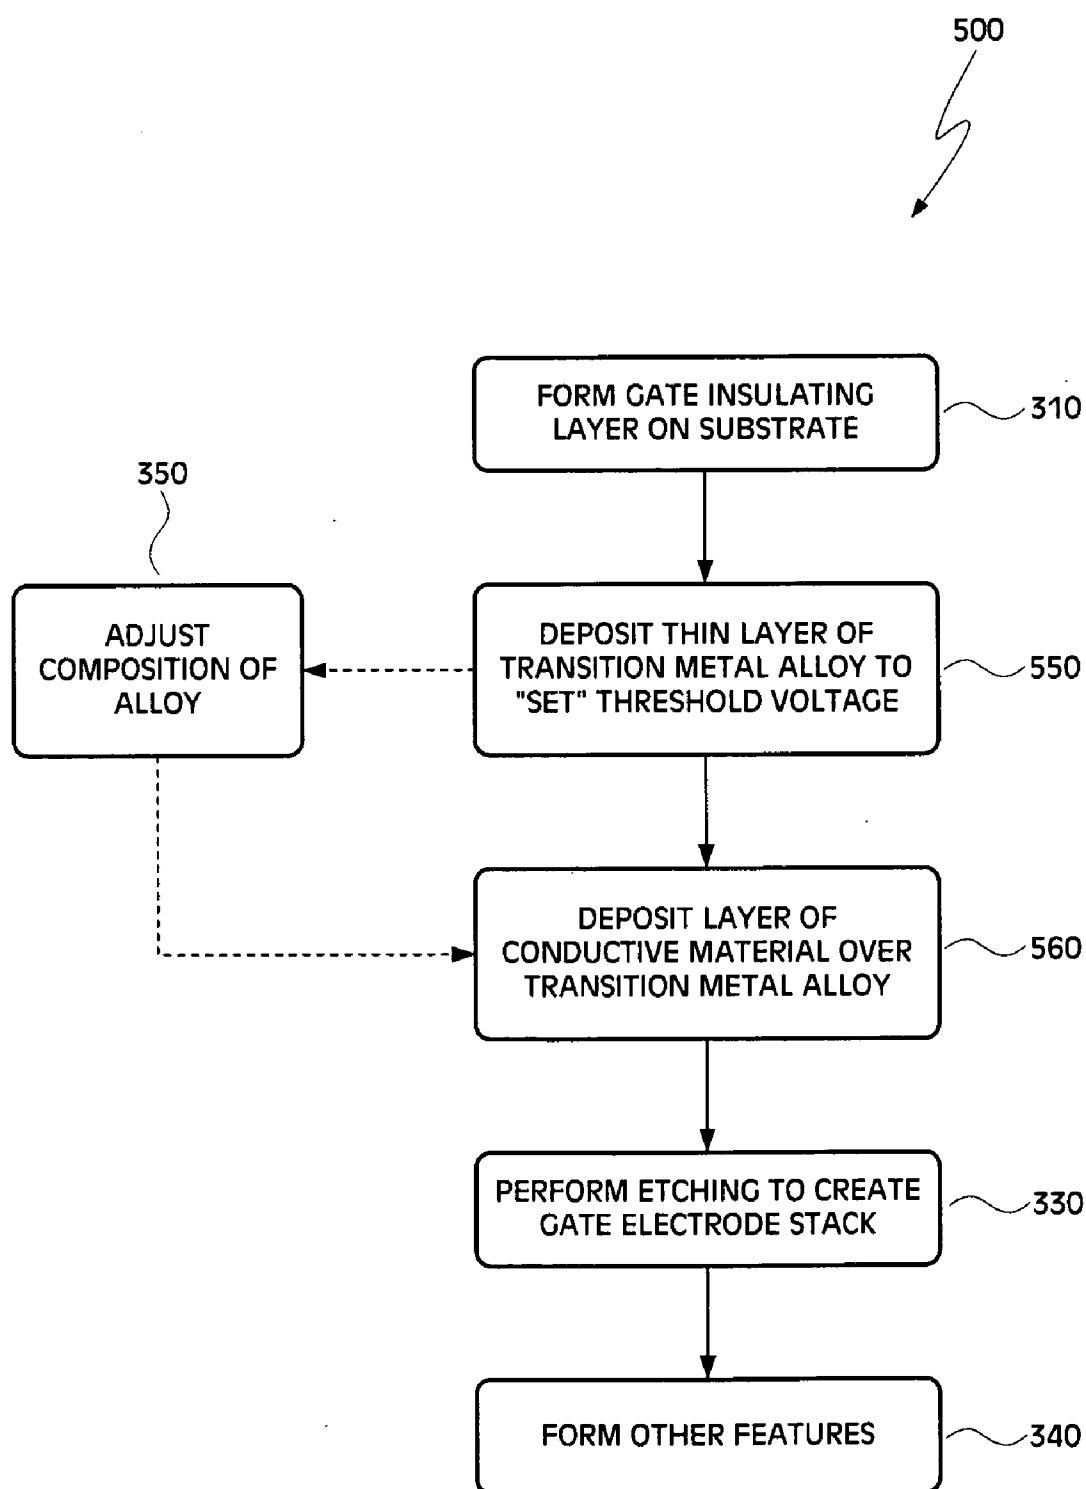 500
FORM GATE INSULATING
LAYER ON SUBSTRATE
310
350
ADJUST
COMPOSITION OF
ALLOY
DEPOSIT THIN LAYER OF
TRANSITION METAL ALLOY TO
"SET" THRESHOLD VOLTAGE
550
DEPOSIT LAYER OF
CONDUCTIVE MATERIAL OVER
TRANSITION METAL ALLOY
560
PERFORM ETCHING TO CREATE
GATE ELECTRODE STACK
330
FORM OTHER FEATURES
340